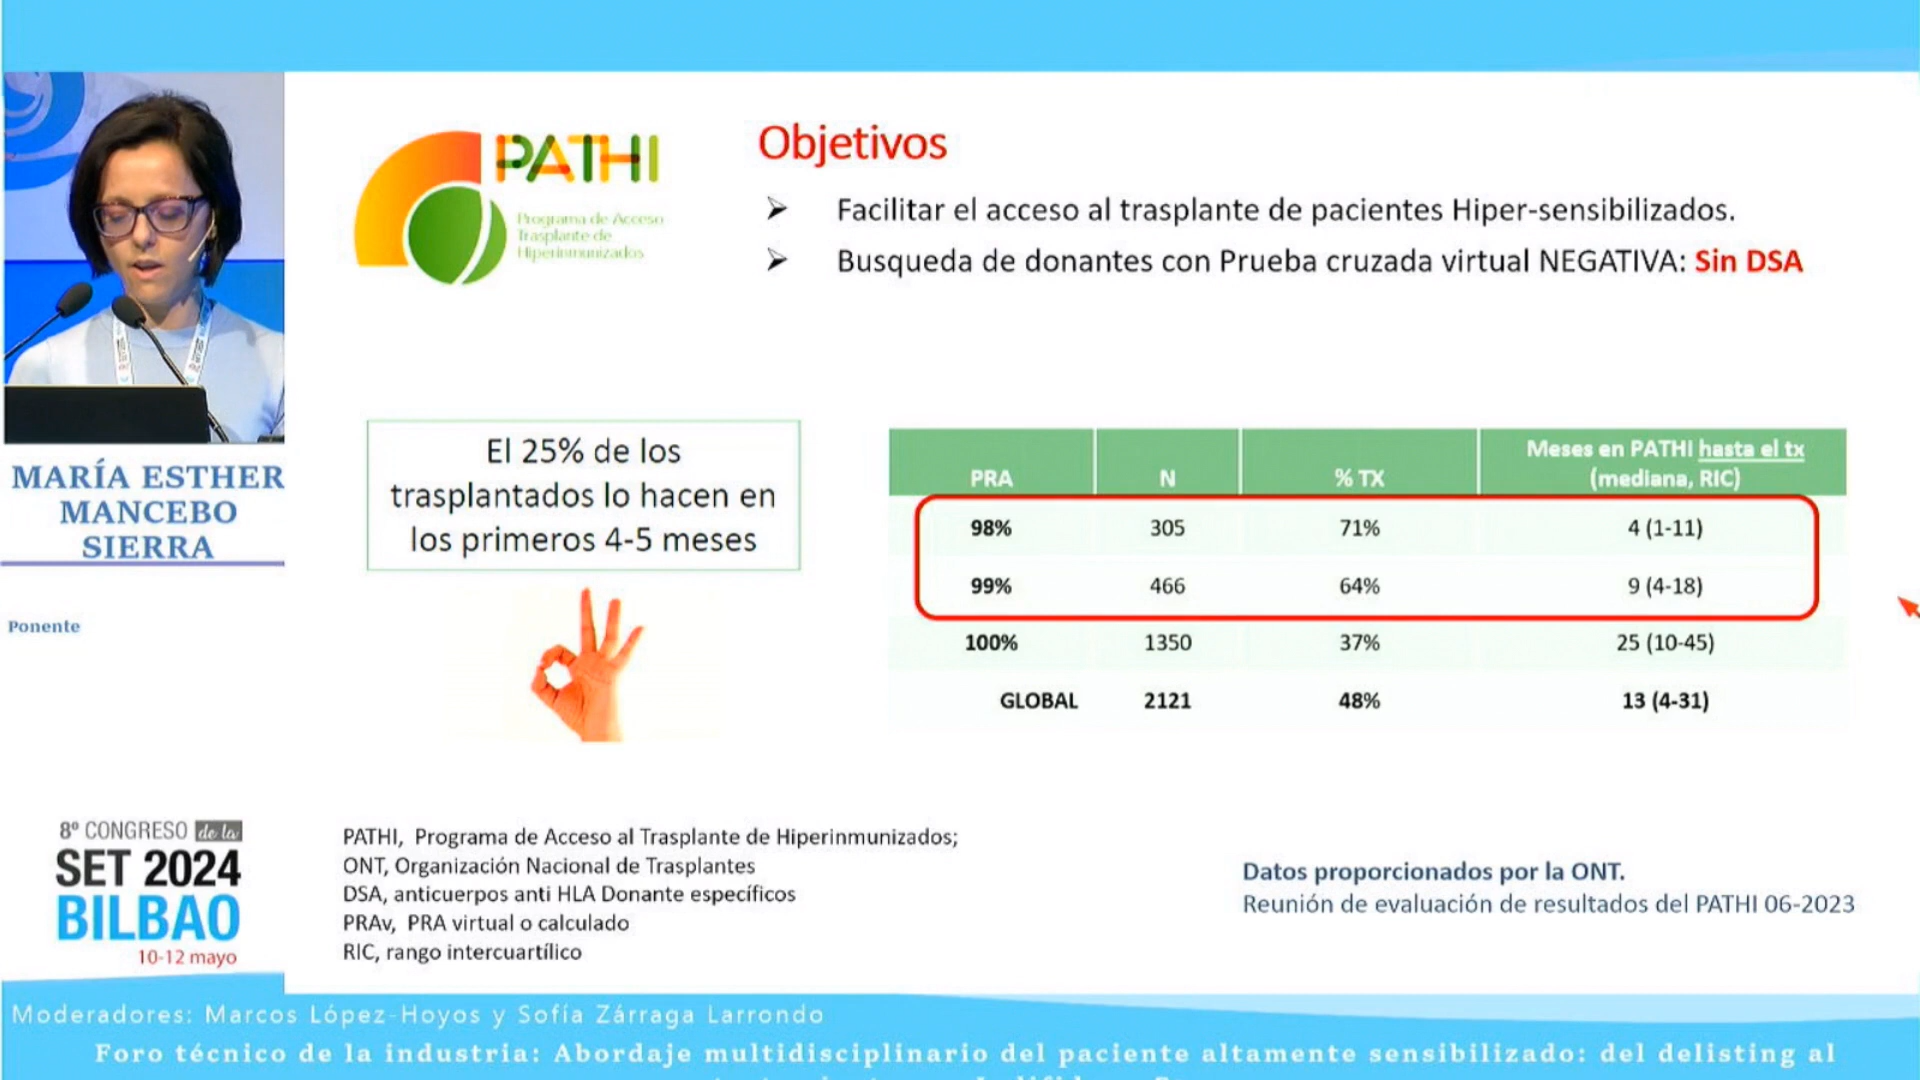 PATHI
Programa de Acceso
Trasplante de
Hiperinmunizados
Objetivos
➢ Facilitar el acceso al trasplante de pacientes Hiper-sensibilizados.
➢ Busqueda de donantes con Prueba cruzada virtual NEGATIVA: Sin DSA
MARÍA ESTHER
MANCEBO
SIERRA
Ponente
El 25% de los
trasplantados lo hacen en
los primeros 4-5 meses
PRA N % TX Meses en PATHI hasta el tx (mediana, RIC)
98% 305 71% 4 (1-11)
99% 466 64% 9 (4-18)
100% 1350 37% 25 (10-45)
GLOBAL 2121 48% 13 (4-31)
8º CONGRESO de la
SET 2024
BILBAO
10-12 mayo
PATHI, Programa de Acceso al Trasplante de Hiperinmunizados;
ONT, Organización Nacional de Trasplantes
DSA, anticuerpos anti HLA Donante específicos
PRAv, PRA virtual o calculado
RIC, rango intercuartílico
Datos proporcionados por la ONT.
Reunión de evaluación de resultados del PATHI 06-2023
Moderadores: Marcos López-Hoyos y Sofía Zárraga Larrondo
Foro técnico de la industria: Abordaje multidisciplinario del paciente altamente sensibilizado: del delisting al